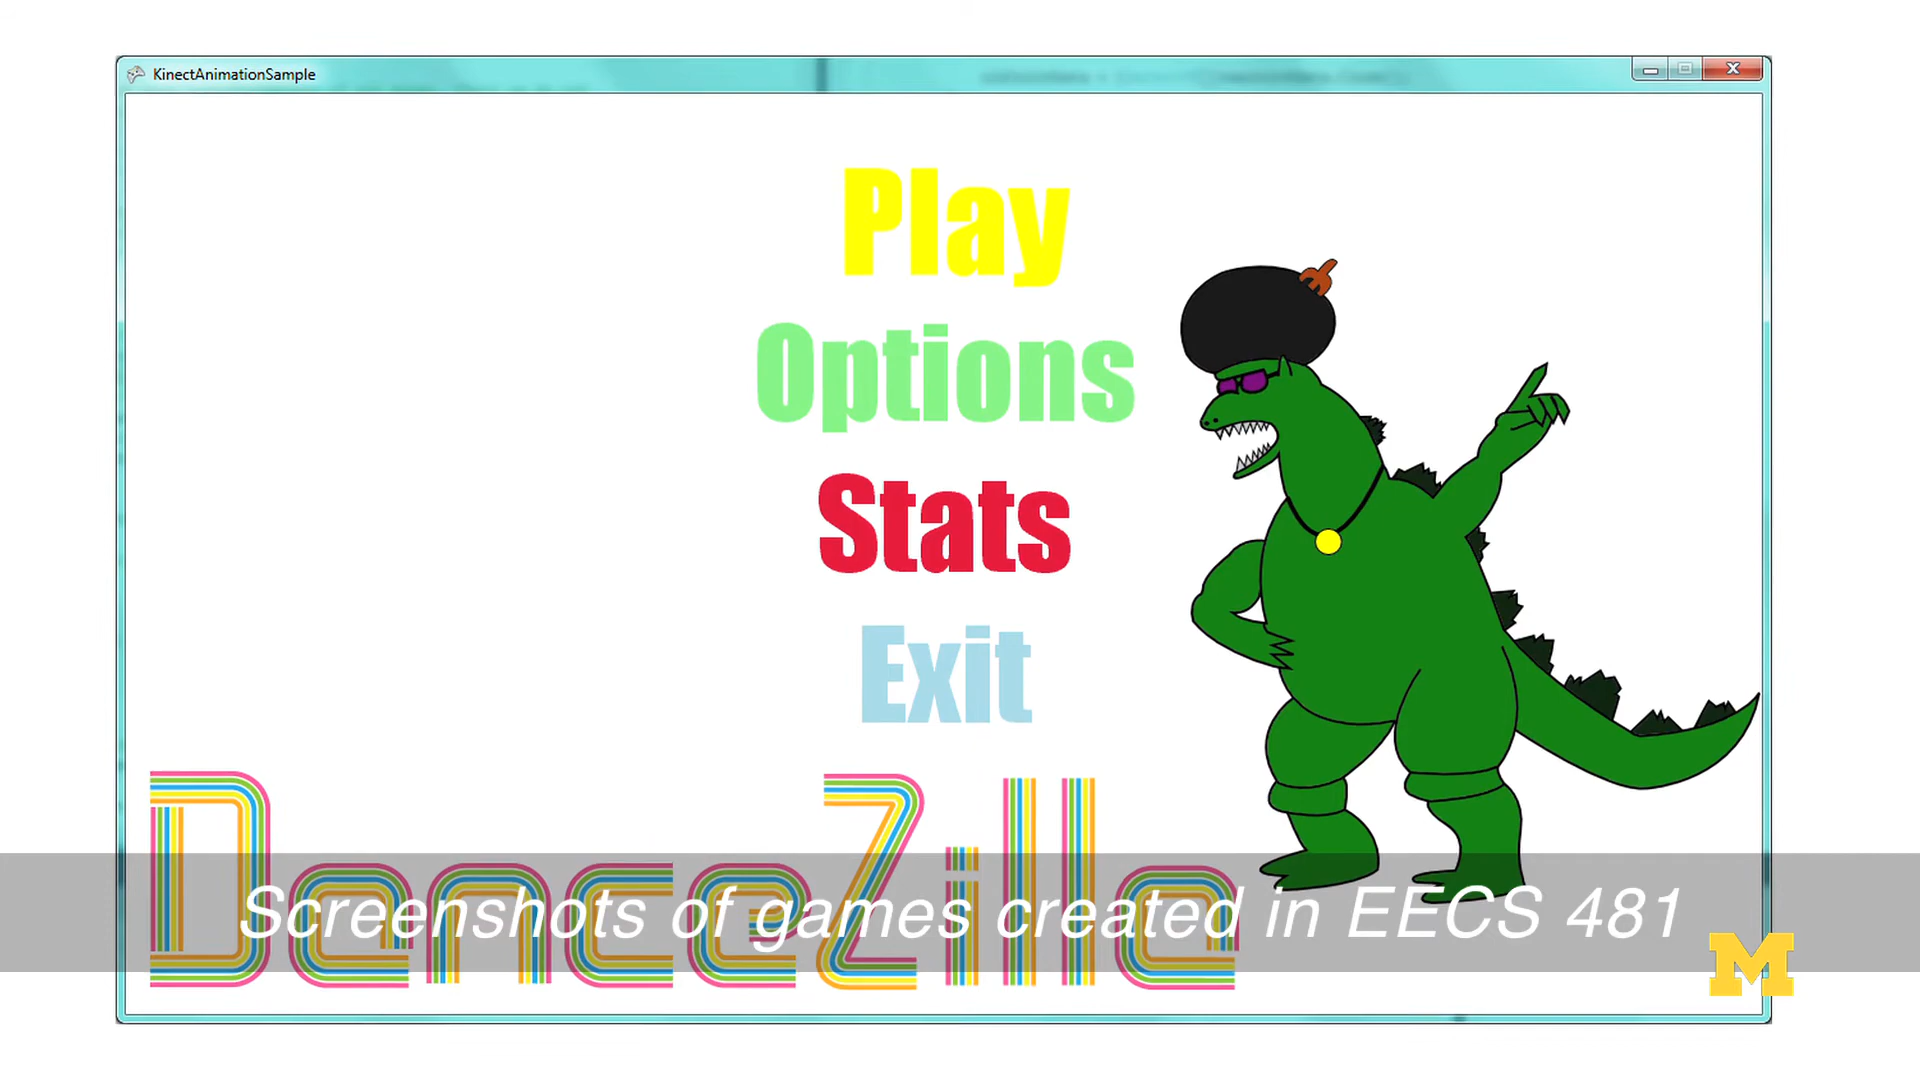 KinectAnimationSample
Play
Options
Stats
Exit
DanceZilla
Screenshots of games created in EECS 481
M